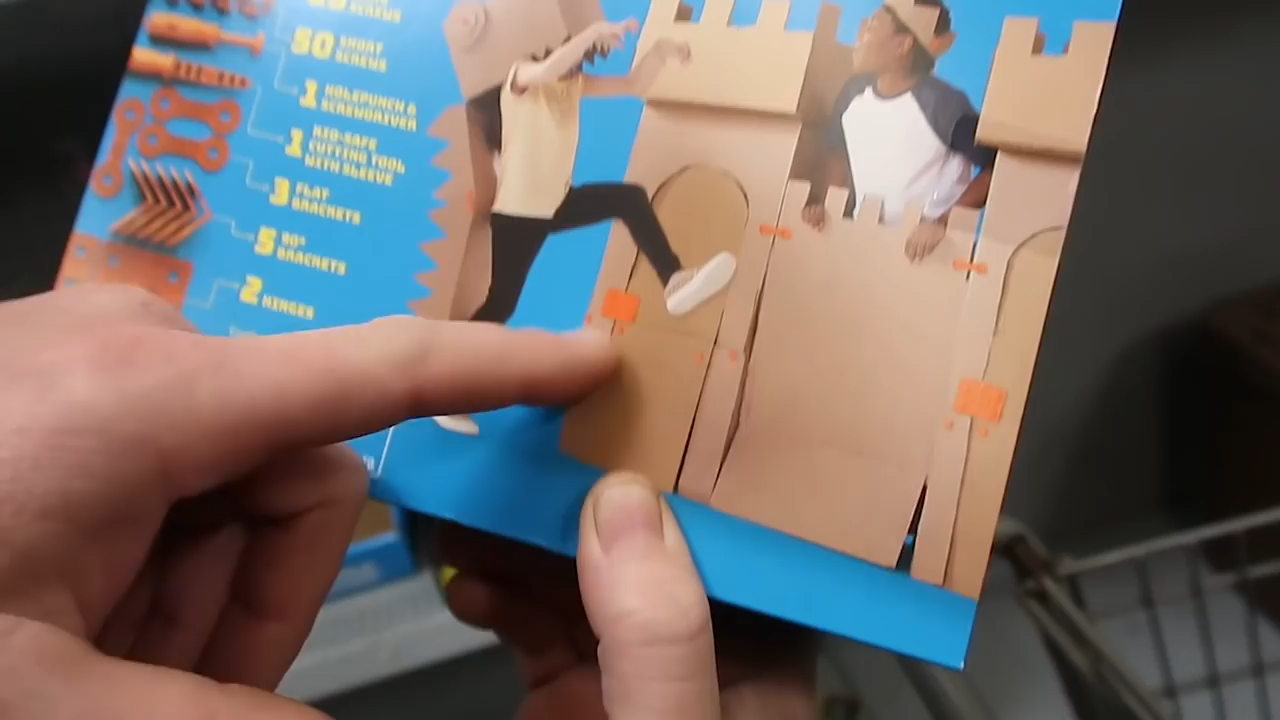 SCREWS
50 SHORT
SCREWS
1 HOLEPUNCH &
SCREWDRIVER
1 KID-SAFE
CUTTING TOOL
WITH SLEEVE
3 FLAT
BRACKETS
5 90°
BRACKETS
2 HINGES